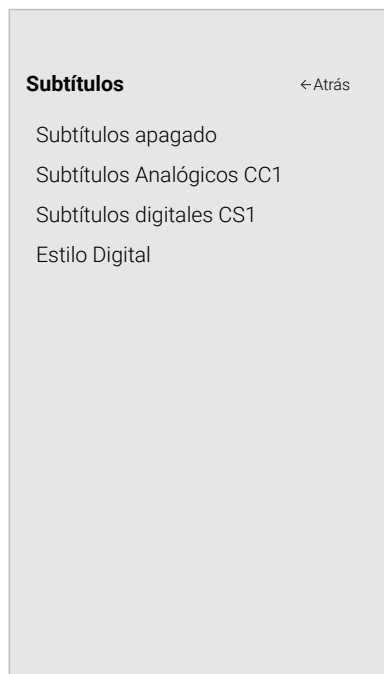 Subtítulos ←Atrás
Subtítulos apagado
Subtítulos Analógicos CC1
Subtítulos digitales CS1
Estilo Digital